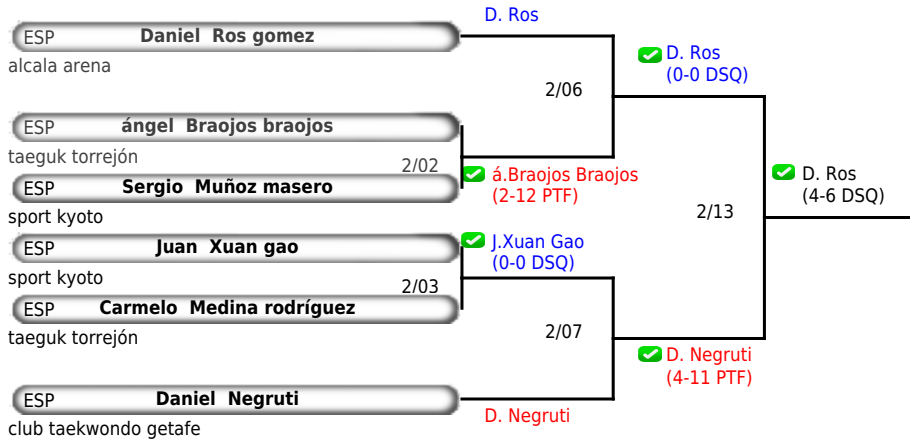 D. Ros
ESP Daniel Ros gomez
alcala arena
D. Ros
(0-0 DSQ)
2/06
ESP ángel Braojos braojos
taeguk torrejón
2/02
á.Braojos Braojos
(2-12 PTF)
ESP Sergio Muñoz masero
sport kyoto
D. Ros
(4-6 DSQ)
2/13
ESP Juan Xuan gao
sport kyoto
J.Xuan Gao
(0-0 DSQ)
2/03
ESP Carmelo Medina rodríguez
taeguk torrejón
2/07
D. Negruti
(4-11 PTF)
ESP Daniel Negruti
club taekwondo getafe
D. Negruti